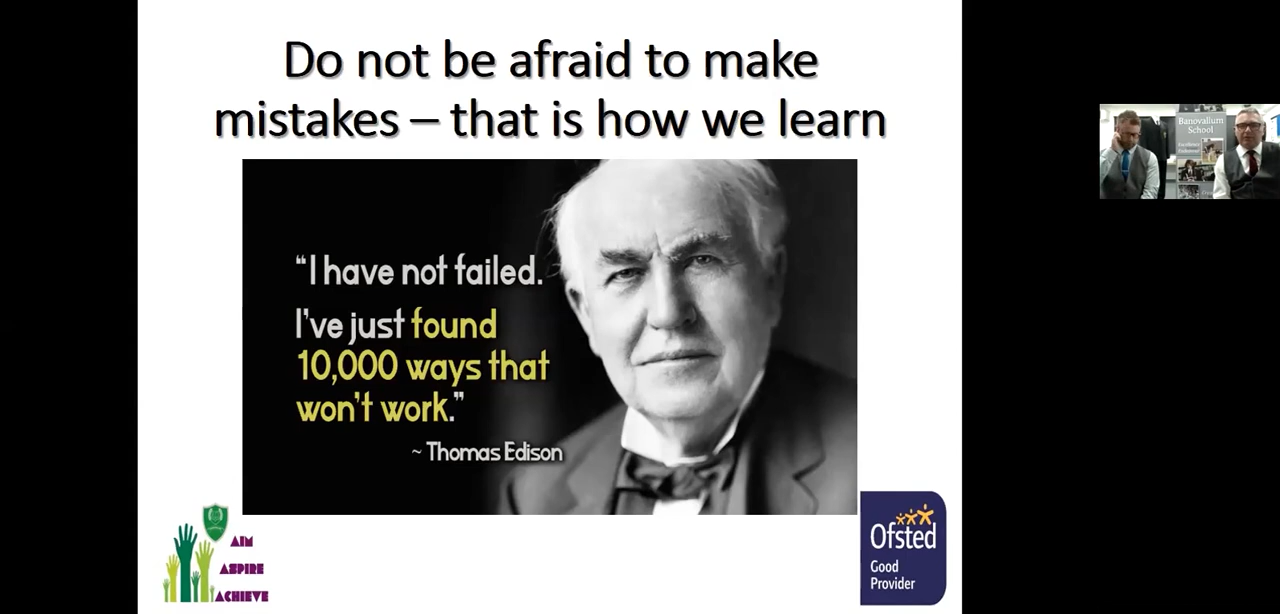 Do not be afraid to make
mistakes – that is how we learn
“I have not failed.
I’ve just found
10,000 ways that
won’t work.”
~ Thomas Edison
AIM
ASPIRE
ACHIEVE
Ofsted
Good
Provider
Banovallum
School